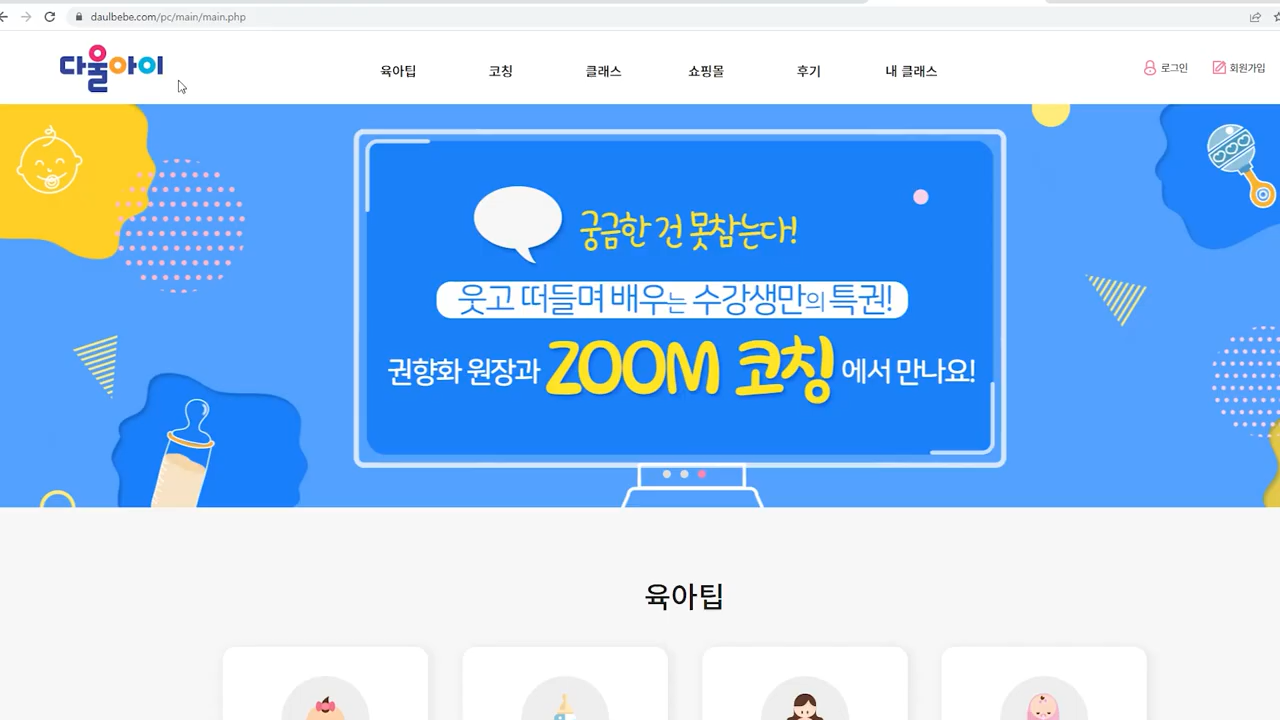 daulbebe.com/pc/main/main.php
다울아이
육아팁 코칭 클래스 쇼핑몰 후기 내 클래스
로그인 회원가입
궁금한 건 못참는다!
웃고 떠들며 배우는 수강생만의 특권!
권향화 원장과 ZOOM 코칭에서 만나요!
육아팁